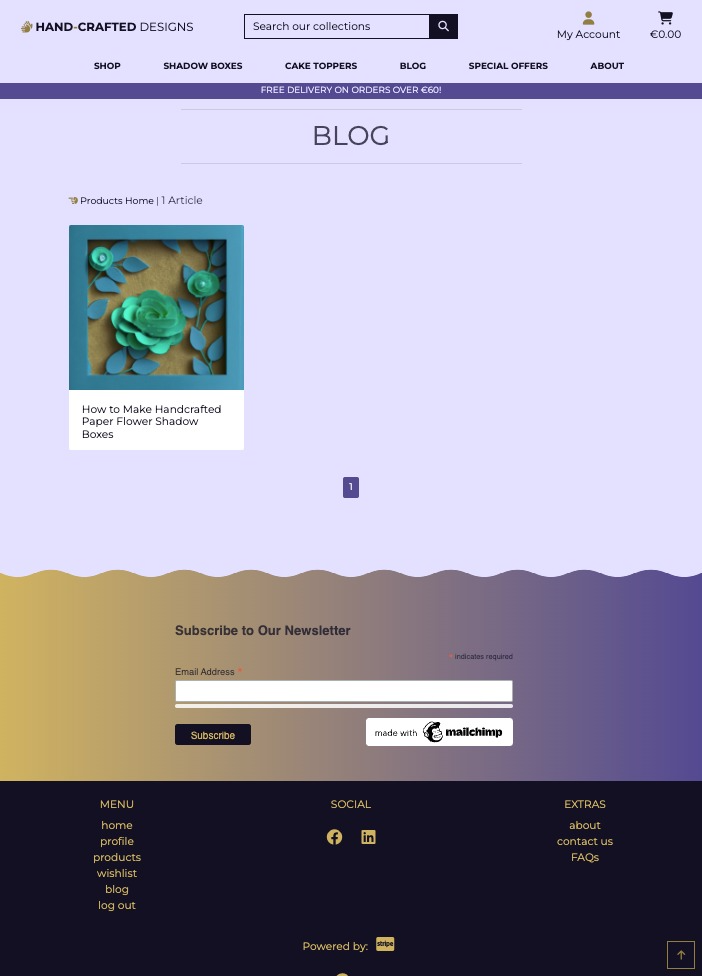 HAND-CRAFTED DESIGNS
Search our collections
My Account
€0.00
SHOP
SHADOW BOXES
CAKE TOPPERS
BLOG
SPECIAL OFFERS
ABOUT
FREE DELIVERY ON ORDERS OVER €60!
BLOG
Products Home | 1 Article
How to Make Handcrafted
Paper Flower Shadow
Boxes
1
Subscribe to Our Newsletter
* indicates required
Email Address *
Subscribe
made with mailchimp
MENU
home
profile
products
wishlist
blog
log out
SOCIAL
EXTRAS
about
contact us
FAQs
Powered by: stripe